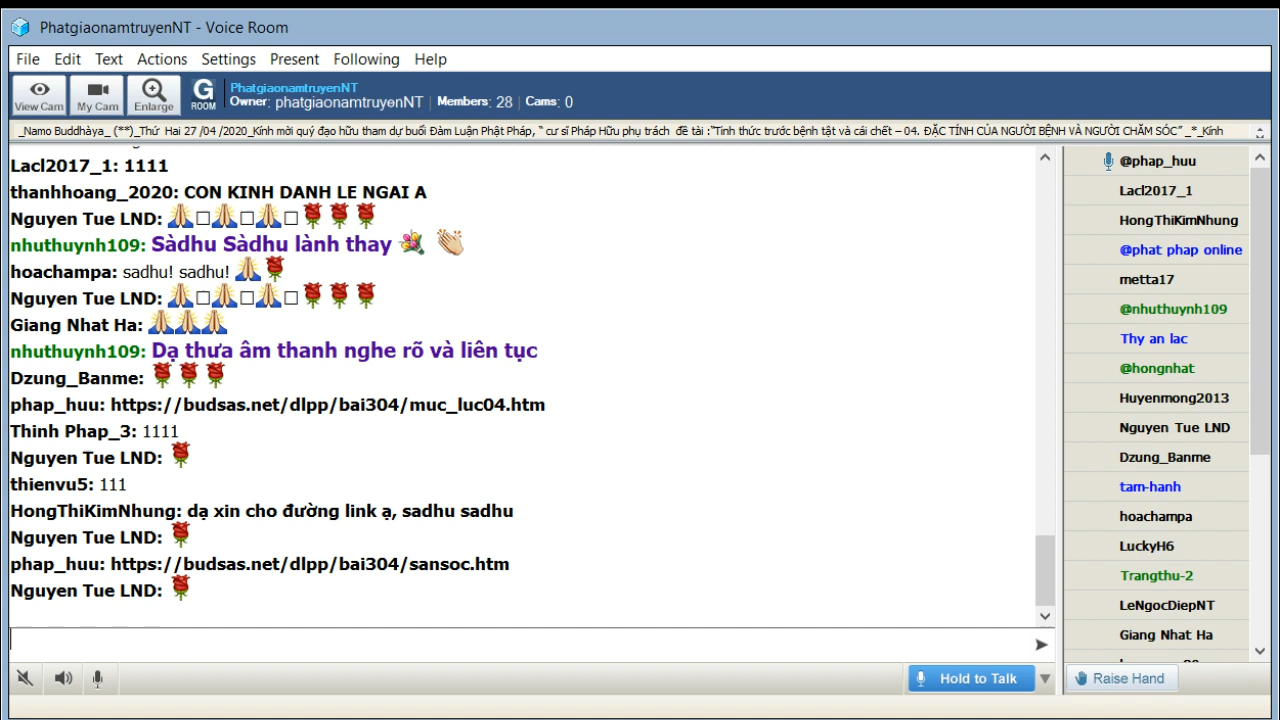 PhatgiaonamtruyenNT - Voice Room
File Edit Text Actions Settings Present Following Help
View Cam My Cam Enlarge G ROOM
PhatgiaonamtruyenNT
Owner: phatgiaonamtruyenNT | Members: 28 | Cams: 0
_Namo Buddhàya_ (**)_Thứ Hai 27 /04 /2020_Kính mời quý đạo hữu tham dự buổi Đàm Luận Phật Pháp, " cư sĩ Pháp Hữu phụ trách đề tài :"Tỉnh thức trước bệnh tật và cái chết – 04. ĐẶC TÍNH CỦA NGƯỜI BỆNH VÀ NGƯỜI CHĂM SÓC" _*_Kính
Lacl2017_1: 1111
thanhhoang_2020: CON KINH DANH LE NGAI A
Nguyen Tue LND:
nhuthuynh109: Sàdhu Sàdhu lành thay
hoachampa: sadhu! sadhu!
Nguyen Tue LND:
Giang Nhat Ha:
nhuthuynh109: Dạ thưa âm thanh nghe rõ và liên tục
Dzung_Banme:
phap_huu: https://budsas.net/dlpp/bai304/muc_luc04.htm
Thinh Phap_3: 1111
Nguyen Tue LND:
thienvu5: 111
HongThiKimNhung: dạ xin cho đường link ạ, sadhu sadhu
Nguyen Tue LND:
phap_huu: https://budsas.net/dlpp/bai304/sansoc.htm
Nguyen Tue LND:
@phap_huu
Lacl2017_1
HongThiKimNhung
@phat phap online
metta17
@nhuthuynh109
Thy an lac
@hongnhat
Huyenmong2013
Nguyen Tue LND
Dzung_Banme
tam-hanh
hoachampa
LuckyH6
Trangthu-2
LeNgocDiepNT
Giang Nhat Ha
Hold to Talk
Raise Hand